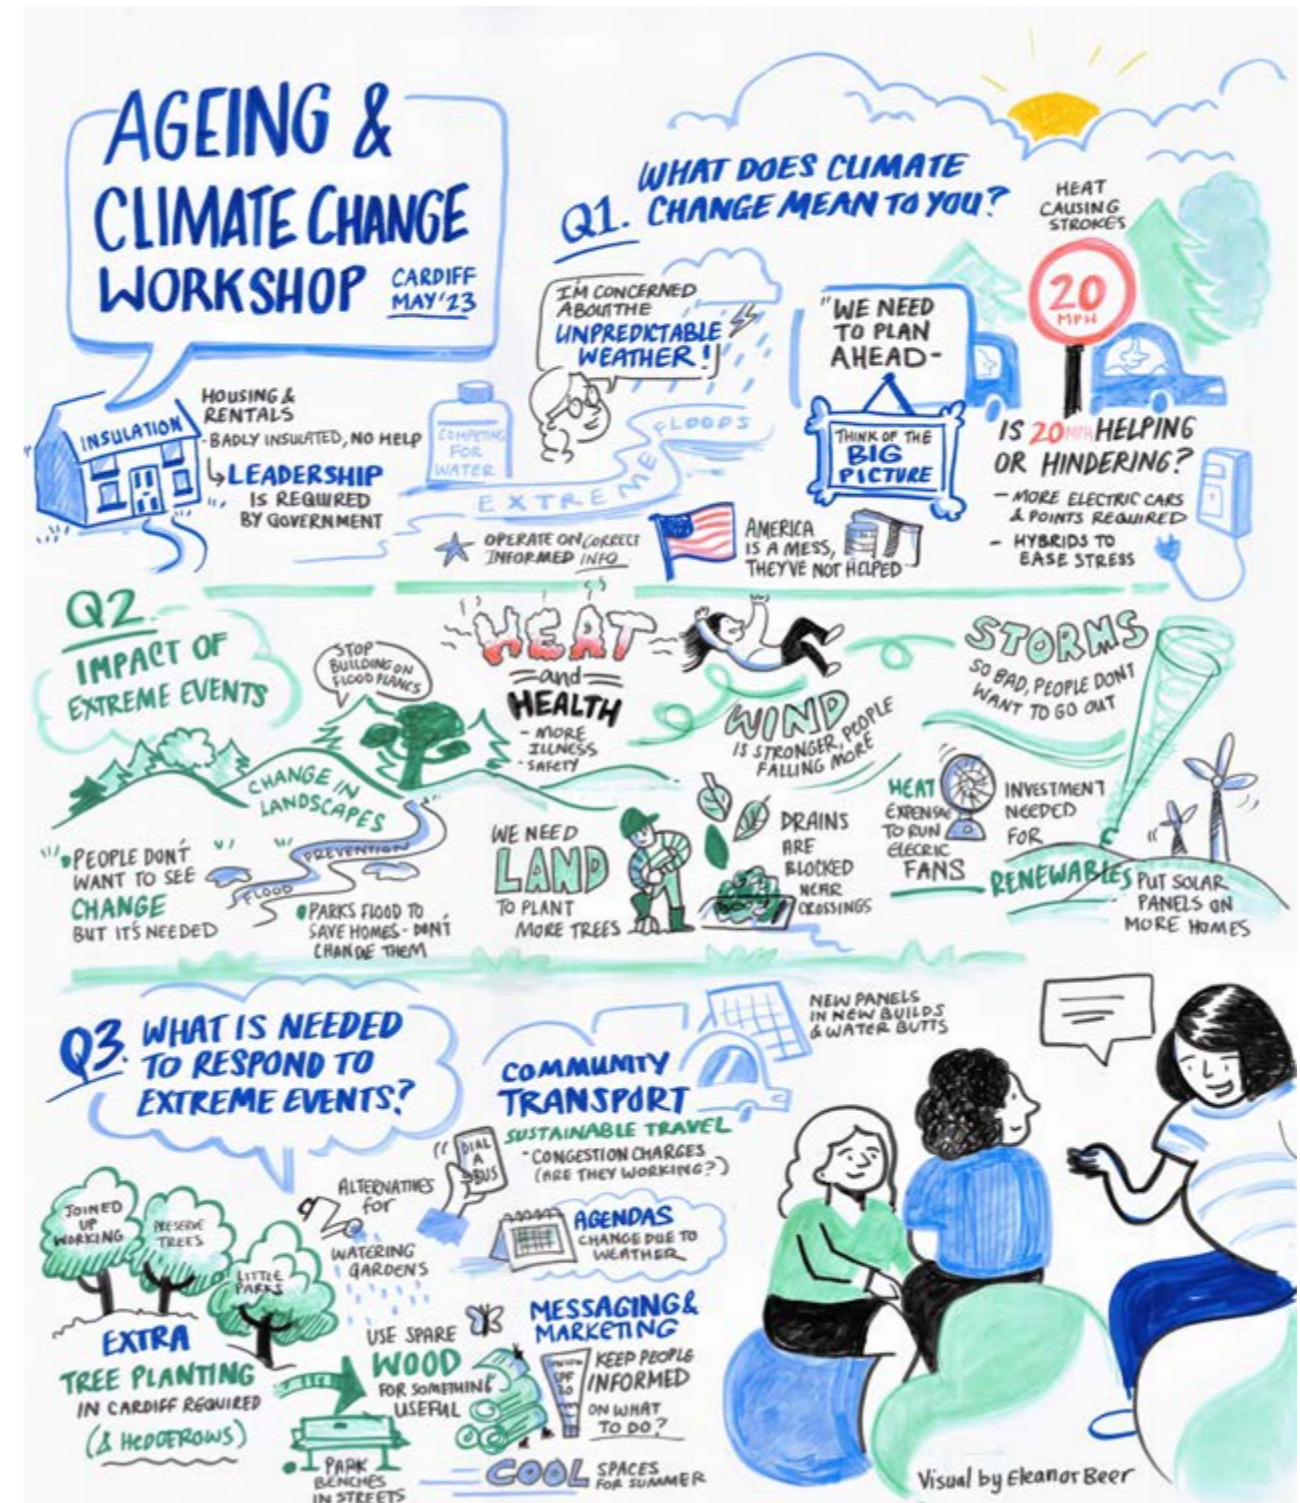 AGEING &
CLIMATE CHANGE
WORKSHOP
CARDIFF
MAY '23
INSULATION
HOUSING &
RENTALS
- BADLY INSULATED, NO HELP
LEADERSHIP
IS REQUIRED
BY GOVERNMENT
COMPETING
FOR
WATER
Q1. WHAT DOES CLIMATE
CHANGE MEAN TO YOU?
I'M CONCERNED
ABOUT THE
UNPREDICTABLE
WEATHER!
EXTREME FLOODS
OPERATE ON CORRECT
INFORMED INFO
"WE NEED
TO PLAN
AHEAD-
THINK OF THE
BIG
PICTURE
AMERICA
IS A MESS,
THEY'VE NOT HELPED
HEAT
CAUSING
STROKES
20
MPH
IS 20 MPH HELPING
OR HINDERING?
- MORE ELECTRIC CARS
& POINTS REQUIRED
- HYBRIDS TO
EASE STRESS
Q2
IMPACT OF
EXTREME EVENTS
STOP
BUILDING ON
FLOOD PLANES
CHANGE IN
LANDSCAPES
PEOPLE DON'T
WANT TO SEE
CHANGE
BUT IT'S NEEDED
FLOOD PREVENTION
PARKS FLOOD TO
SAVE HOMES - DON'T
CHANGE THEM
HEAT
and
HEALTH
- MORE
ILLNESS
- SAFETY
WIND
IS STRONGER, PEOPLE
FALLING MORE
STORMS
SO BAD, PEOPLE DON'T
WANT TO GO OUT
WE NEED
LAND
TO PLANT
MORE TREES
DRAINS
ARE
BLOCKED
NEAR
CROSSINGS
HEAT
EXPENSIVE
TO RUN
ELECRIC
FANS
INVESTMENT
NEEDED
FOR
RENEWABLES
PUT SOLAR
PANELS ON
MORE HOMES
Q3. WHAT IS NEEDED
TO RESPOND TO
EXTREME EVENTS?
JOINED
UP
WORKING
PRESERVE
TREES
LITTLE
PARKS
EXTRA
TREE PLANTING
IN CARDIFF REQUIRED
(& HEDGEROWS)
ALTERNATIVES
for
WATERING
GARDENS
DIAL
A
BUS
COMMUNITY
TRANSPORT
SUSTAINABLE TRAVEL
- CONGESTION CHARGES
(ARE THEY WORKING?)
NEW PANELS
IN NEW BUILDS
& WATER BUTTS
AGENDAS
CHANGE DUE TO
WEATHER
USE SPARE
WOOD
FOR SOMETHING
USEFUL
PARK
BENCHES
IN STREETS
MESSAGING &
MARKETING
SPF
KEEP PEOPLE
INFORMED
ON WHAT
TO DO?
COOL SPACES
FOR SUMMER
Visual by Eleanor Beer